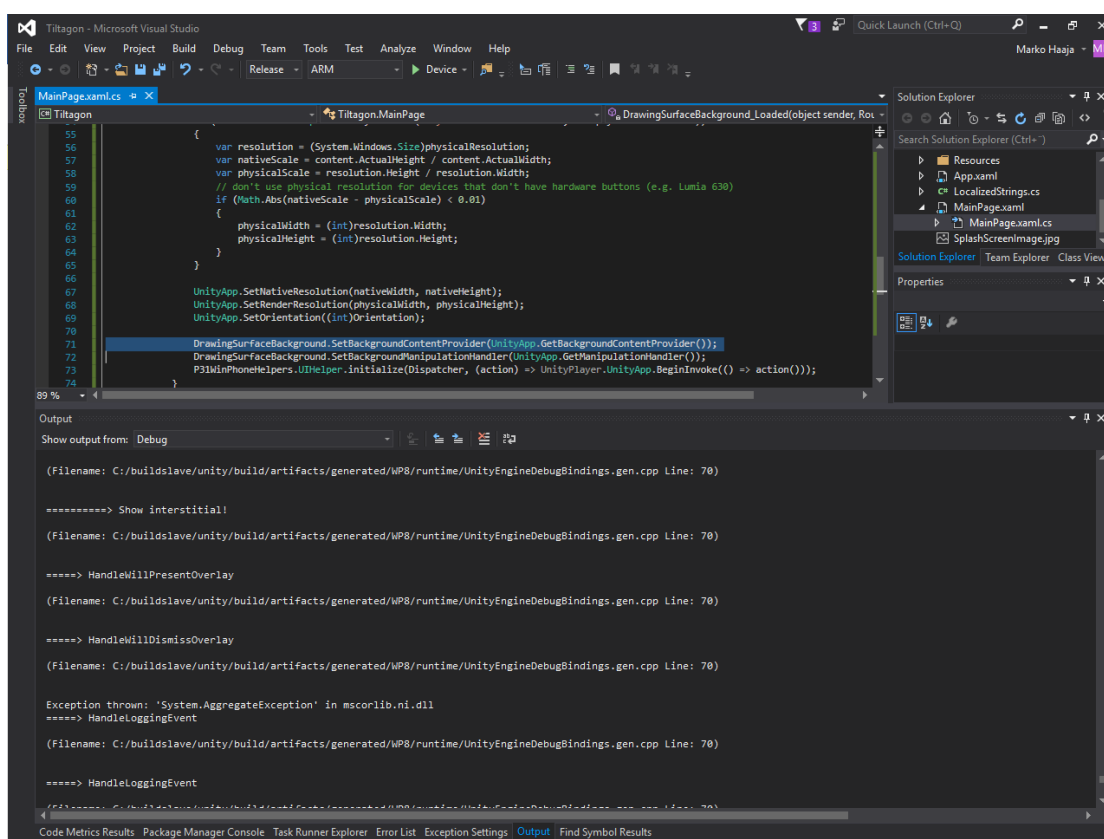 Tiltagon - Microsoft Visual Studio
3
Quick Launch (Ctrl+Q)
File Edit View Project Build Debug Team Tools Test Analyze Window Help
Marko Haaja
M
Release ARM Device
Toolbox
MainPage.xaml.cs
Solution Explorer
C# Tiltagon
Tiltagon.MainPage
DrawingSurfaceBackground_Loaded(object sender, Rou
55 {
56 var resolution = (System.Windows.Size)physicalResolution;
57 var nativeScale = content.ActualHeight / content.ActualWidth;
58 var physicalScale = resolution.Height / resolution.Width;
59 // don't use physical resolution for devices that don't have hardware buttons (e.g. Lumia 630)
60 if (Math.Abs(nativeScale - physicalScale) < 0.01)
61 {
62 physicalWidth = (int)resolution.Width;
63 physicalHeight = (int)resolution.Height;
64 }
65 }
66
67 UnityApp.SetNativeResolution(nativeWidth, nativeHeight);
68 UnityApp.SetRenderResolution(physicalWidth, physicalHeight);
69 UnityApp.SetOrientation((int)Orientation);
70
71 DrawingSurfaceBackground.SetBackgroundContentProvider(UnityApp.GetBackgroundContentProvider());
72 DrawingSurfaceBackground.SetBackgroundManipulationHandler(UnityApp.GetManipulationHandler());
73 P31WinPhoneHelpers.UIHelper.initialize(Dispatcher, (action) => UnityPlayer.UnityApp.BeginInvoke(() => action()));
74 }
89 %
Search Solution Explorer (Ctrl+¨)
Resources
App.xaml
C# LocalizedStrings.cs
MainPage.xaml
MainPage.xaml.cs
SplashScreenImage.jpg
Solution Explorer Team Explorer Class View
Properties
Output
Show output from: Debug
(Filename: C:/buildslave/unity/build/artifacts/generated/WP8/runtime/UnityEngineDebugBindings.gen.cpp Line: 70)
==========> Show interstitial!
(Filename: C:/buildslave/unity/build/artifacts/generated/WP8/runtime/UnityEngineDebugBindings.gen.cpp Line: 70)
=====> HandleWillPresentOverlay
(Filename: C:/buildslave/unity/build/artifacts/generated/WP8/runtime/UnityEngineDebugBindings.gen.cpp Line: 70)
=====> HandleWillDismissOverlay
(Filename: C:/buildslave/unity/build/artifacts/generated/WP8/runtime/UnityEngineDebugBindings.gen.cpp Line: 70)
Exception thrown: 'System.AggregateException' in mscorlib.ni.dll
=====> HandleLoggingEvent
(Filename: C:/buildslave/unity/build/artifacts/generated/WP8/runtime/UnityEngineDebugBindings.gen.cpp Line: 70)
=====> HandleLoggingEvent
Code Metrics Results Package Manager Console Task Runner Explorer Error List Exception Settings Output Find Symbol Results